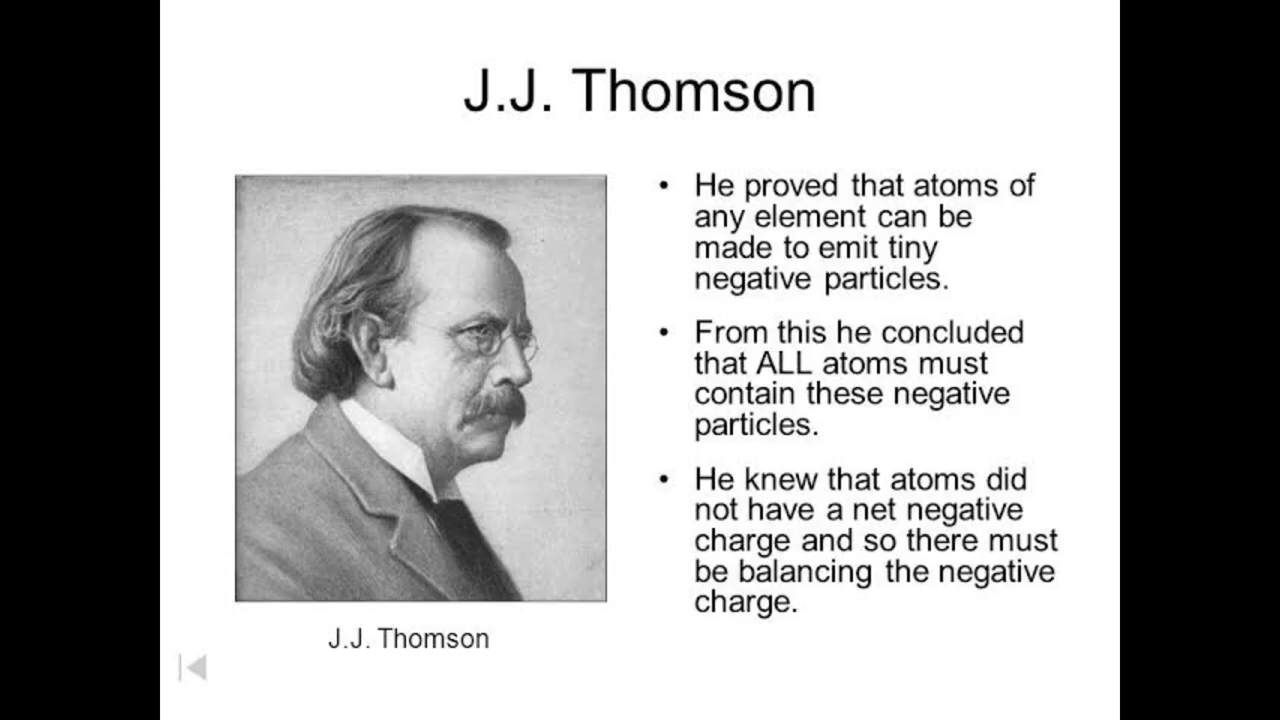 J.J. Thomson
• He proved that atoms of
any element can be
made to emit tiny
negative particles.
• From this he concluded
that ALL atoms must
contain these negative
particles.
• He knew that atoms did
not have a net negative
charge and so there must
be balancing the negative
charge.
J.J. Thomson